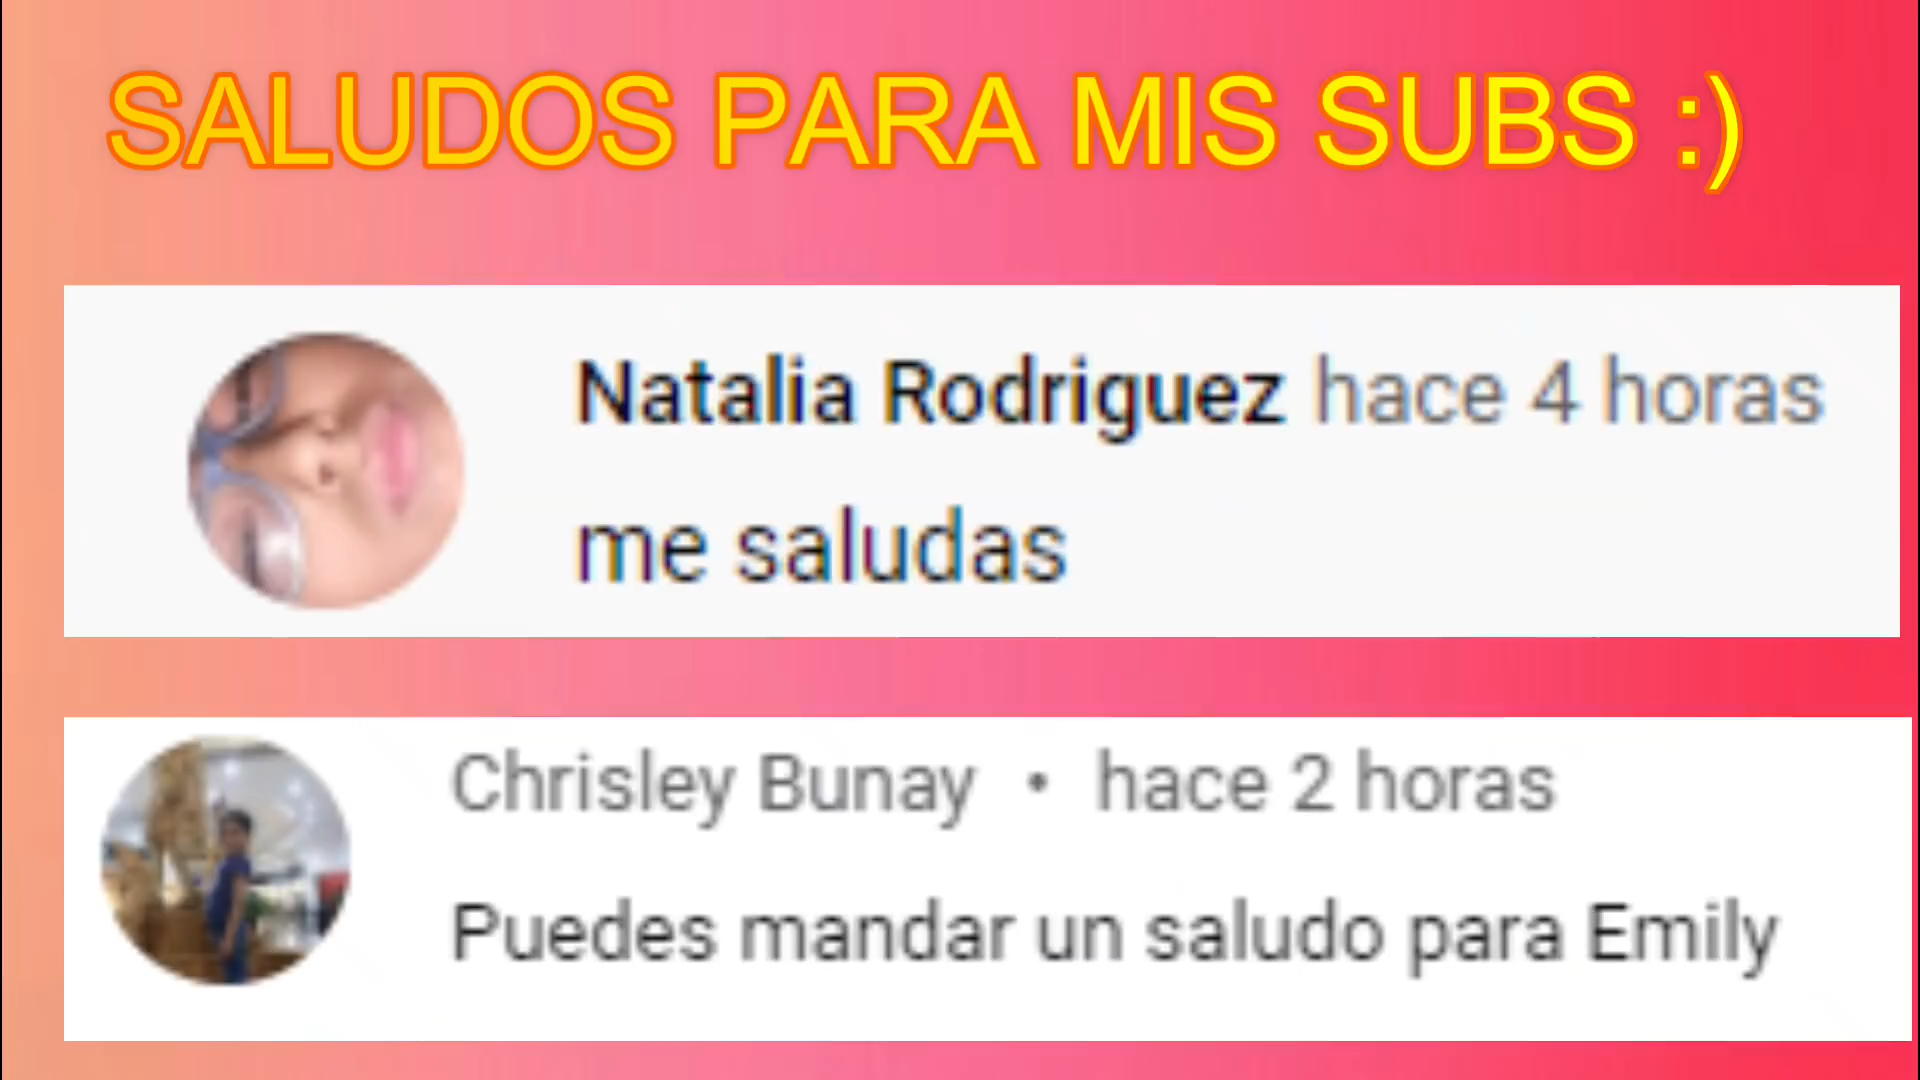 SALUDOS PARA MIS SUBS :)
Natalia Rodriguez hace 4 horas
me saludas
Chrisley Bunay • hace 2 horas
Puedes mandar un saludo para Emily